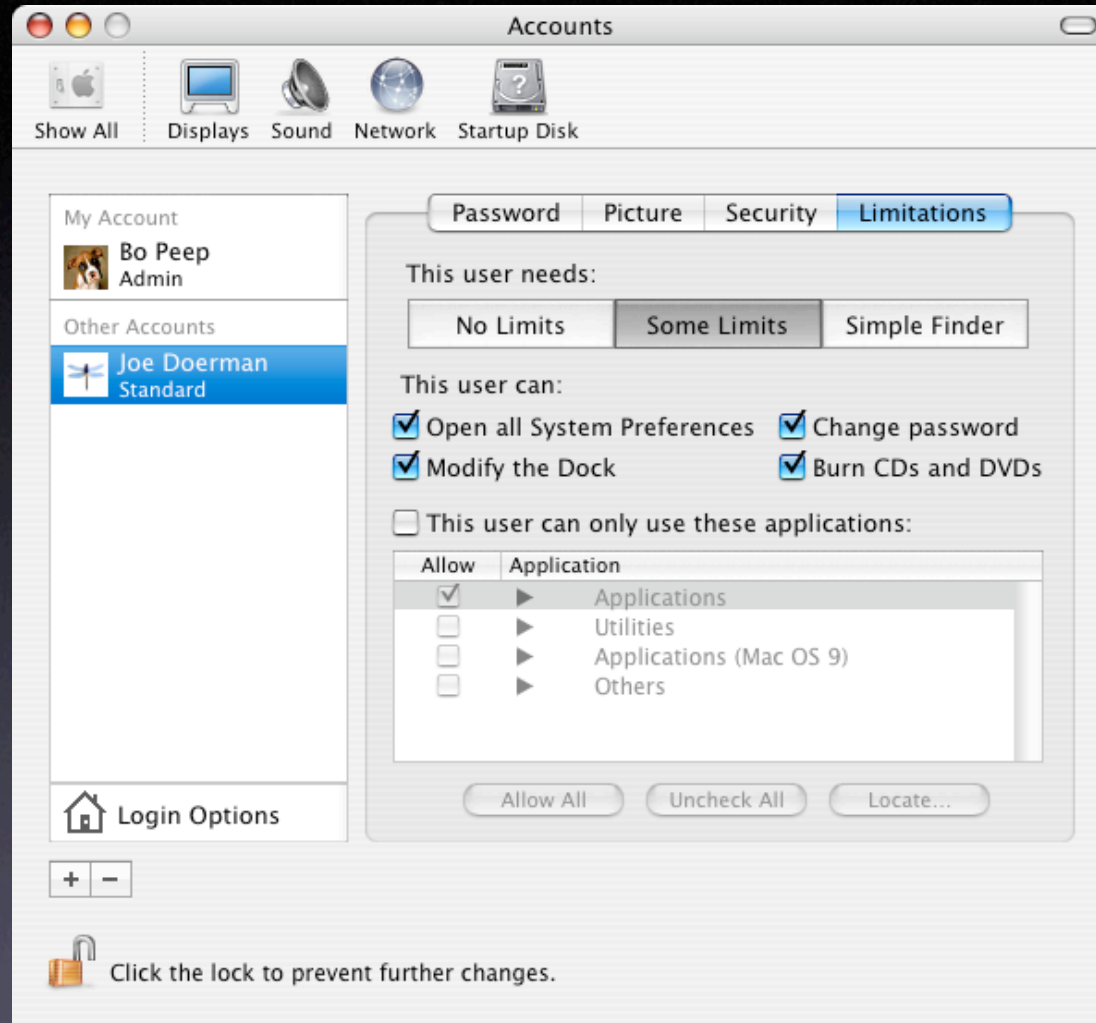 Accounts
Show All Displays Sound Network Startup Disk
My Account
Bo Peep
Admin
Other Accounts
Joe Doerman
Standard
Login Options
Password Picture Security Limitations
This user needs:
No Limits Some Limits Simple Finder
This user can:
Open all System Preferences Change password
Modify the Dock Burn CDs and DVDs
This user can only use these applications:
Allow Application
Applications
Utilities
Applications (Mac OS 9)
Others
Allow All Uncheck All Locate...
+ −
Click the lock to prevent further changes.